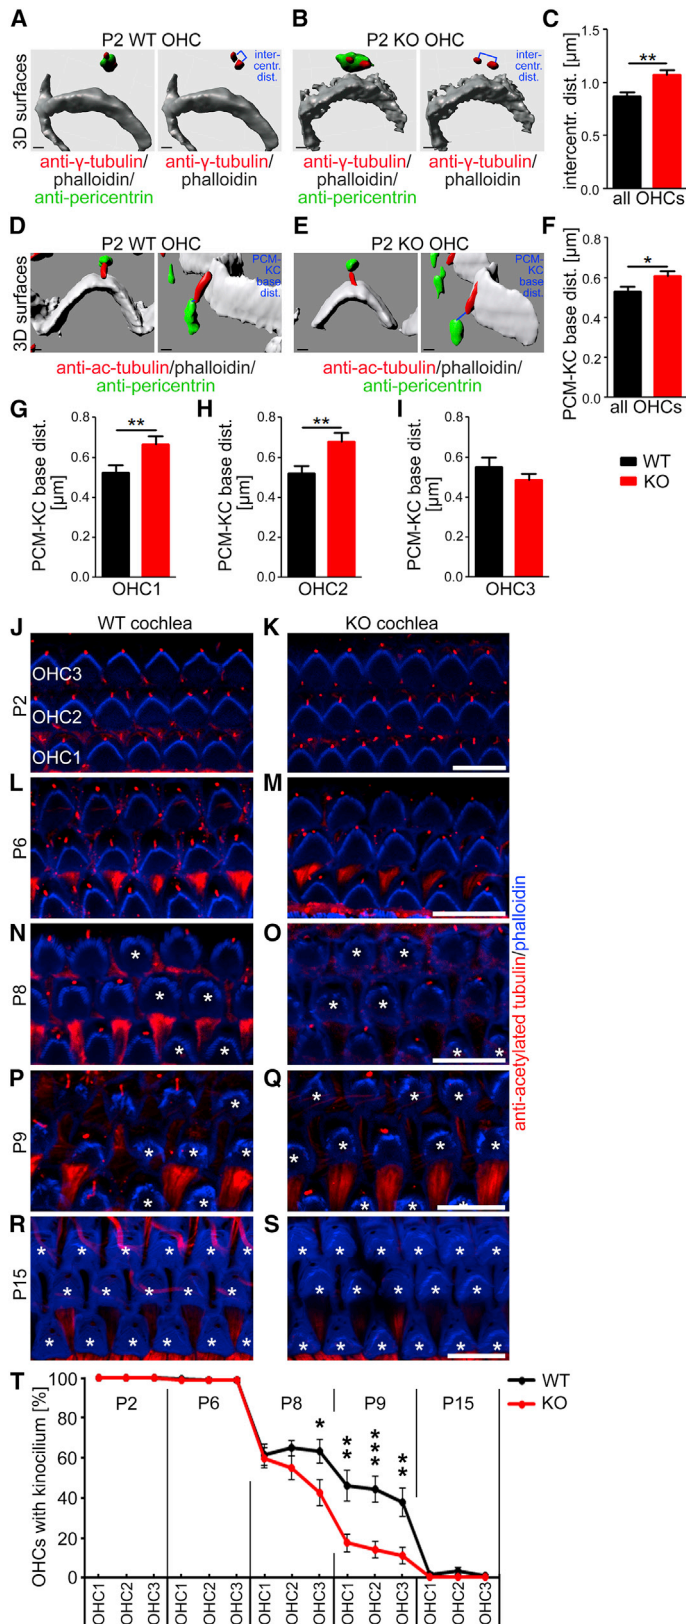 A
P2 WT OHC
inter-
centr.
dist.
3D surfaces
anti-γ-tubulin/
phalloidin/
anti-pericentrin
anti-γ-tubulin/
phalloidin
B
P2 KO OHC
inter-
centr.
dist.
anti-γ-tubulin/
phalloidin/
anti-pericentrin
anti-γ-tubulin/
phalloidin
C
intercentr. dist. [µm]
1.5
1.0
0.5
0.0
**
all OHCs
D
P2 WT OHC
PCM-
KC
base
dist.
3D surfaces
E
P2 KO OHC
PCM-
KC
base
dist.
anti-ac-tubulin/phalloidin/
anti-pericentrin
anti-ac-tubulin/phalloidin/
anti-pericentrin
F
PCM-KC base dist. [µm]
0.8
0.6
0.4
0.2
0.0
*
all OHCs
WT
KO
G
PCM-KC base dist.
[µm]
0.8
0.6
0.4
0.2
0.0
**
OHC1
H
PCM-KC base dist.
[µm]
0.8
0.6
0.4
0.2
0.0
**
OHC2
I
PCM-KC base dist.
[µm]
0.8
0.6
0.4
0.2
0.0
OHC3
WT cochlea
KO cochlea
J
K
P2
OHC3
OHC2
OHC1
L
M
P6
N
O
P8
* * * * *
* * * * * *
P
Q
P9
* * * * * *
* * * * * * * * *
R
S
P15
* * * * *
* * * * *
* * * * *
* * * * * *
* * * * *
* * * * * *
anti-acetylated tubulin/phalloidin
T
OHCs with kinocilium [%]
100
80
60
40
20
0
P2 P6 P8 P9 P15
* ** *** **
WT
KO
OHC1 OHC2 OHC3 OHC1 OHC2 OHC3 OHC1 OHC2 OHC3 OHC1 OHC2 OHC3 OHC1 OHC2 OHC3